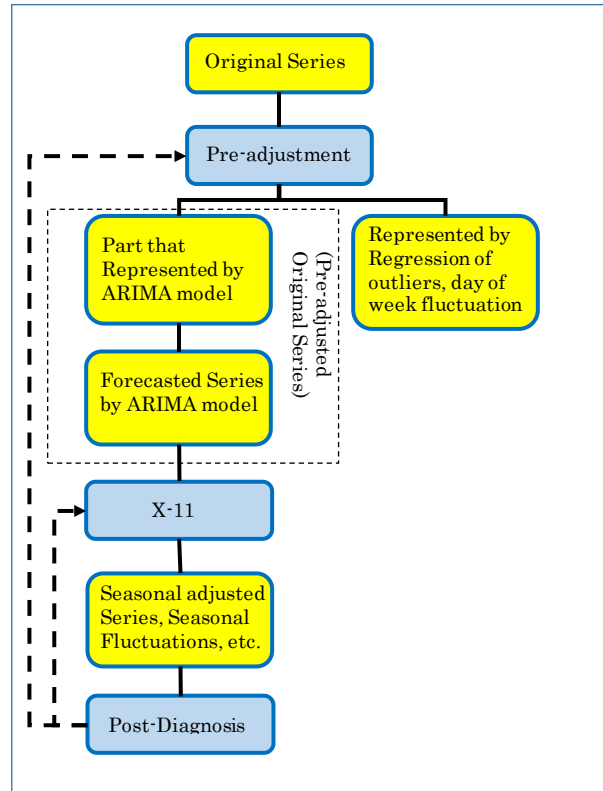 Original Series
Pre-adjustment
Part that
Represented by
ARIMA model
(Pre-adjusted
Original Series)
Represented by
Regression of
outliers, day of
week fluctuation
Forecasted Series
by ARIMA model
X-11
Seasonal adjusted
Series, Seasonal
Fluctuations, etc.
Post-Diagnosis